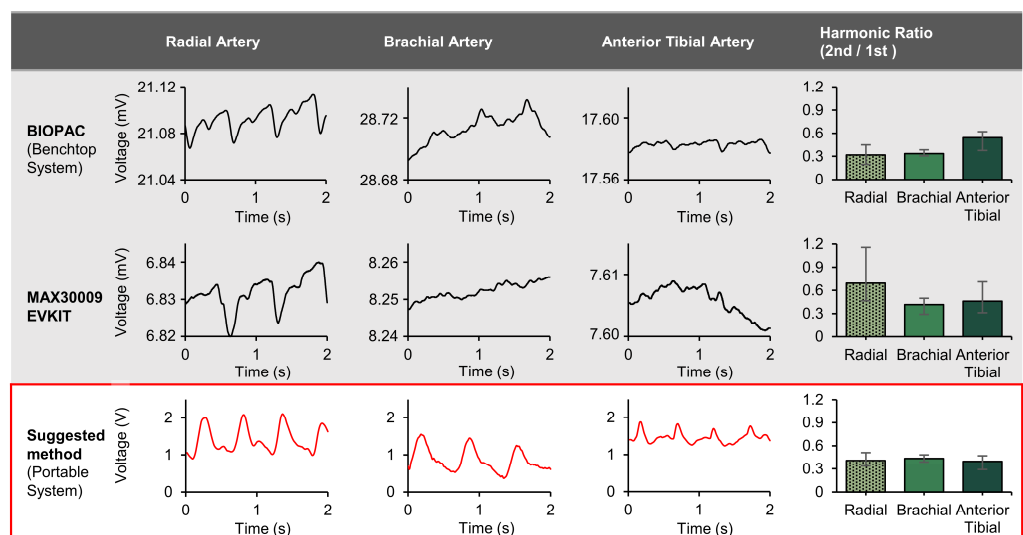 Radial Artery
Brachial Artery
Anterior Tibial Artery
Harmonic Ratio
(2nd / 1st )
BIOPAC
(Benchtop
System)
Voltage (mV)
21.12
21.08
21.04
0 1 2
Time (s)
28.72
28.68
0 1 2
Time (s)
17.60
17.56
0 1 2
Time (s)
1.2
0.9
0.6
0.3
0
Radial Brachial Anterior
Tibial
MAX30009
EVKIT
Voltage (mV)
6.84
6.83
6.82
0 1 2
Time (s)
8.26
8.25
8.24
0 1 2
Time (s)
7.61
7.60
0 1 2
Time (s)
1.2
0.9
0.6
0.3
0
Radial Brachial Anterior
Tibial
Suggested
method
(Portable
System)
Voltage (V)
2
1
0
0 1 2
Time (s)
2
1
0
0 1 2
Time (s)
2
1
0
0 1 2
Time (s)
1.2
0.9
0.6
0.3
0
Radial Brachial Anterior
Tibial